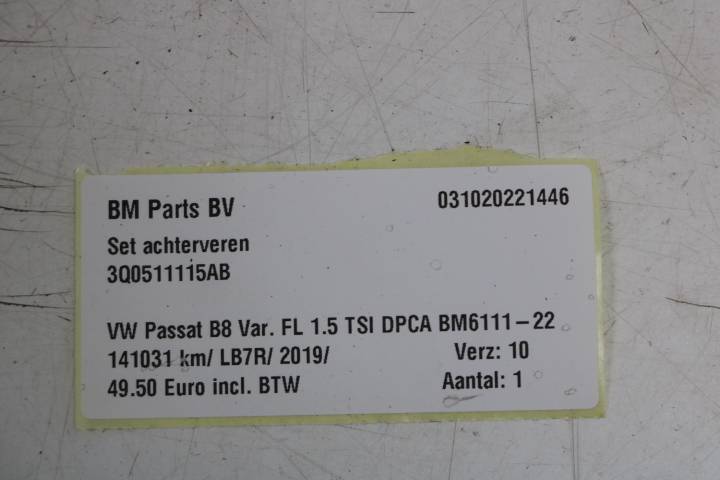 BM Parts BV 031020221446
Set achterveren
3Q0511115AB
VW Passat B8 Var. FL 1.5 TSI DPCA BM6111-22
141031 km/ LB7R/ 2019/ Verz: 10
49.50 Euro incl. BTW Aantal: 1